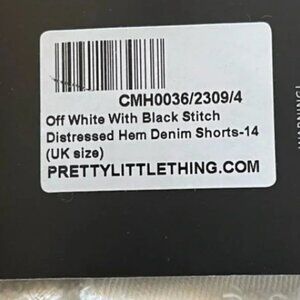 CMH0036/2309/4
Off White With Black Stitch
Distressed Hem Denim Shorts-14
(UK size)
PRETTYLITTLETHING.COM